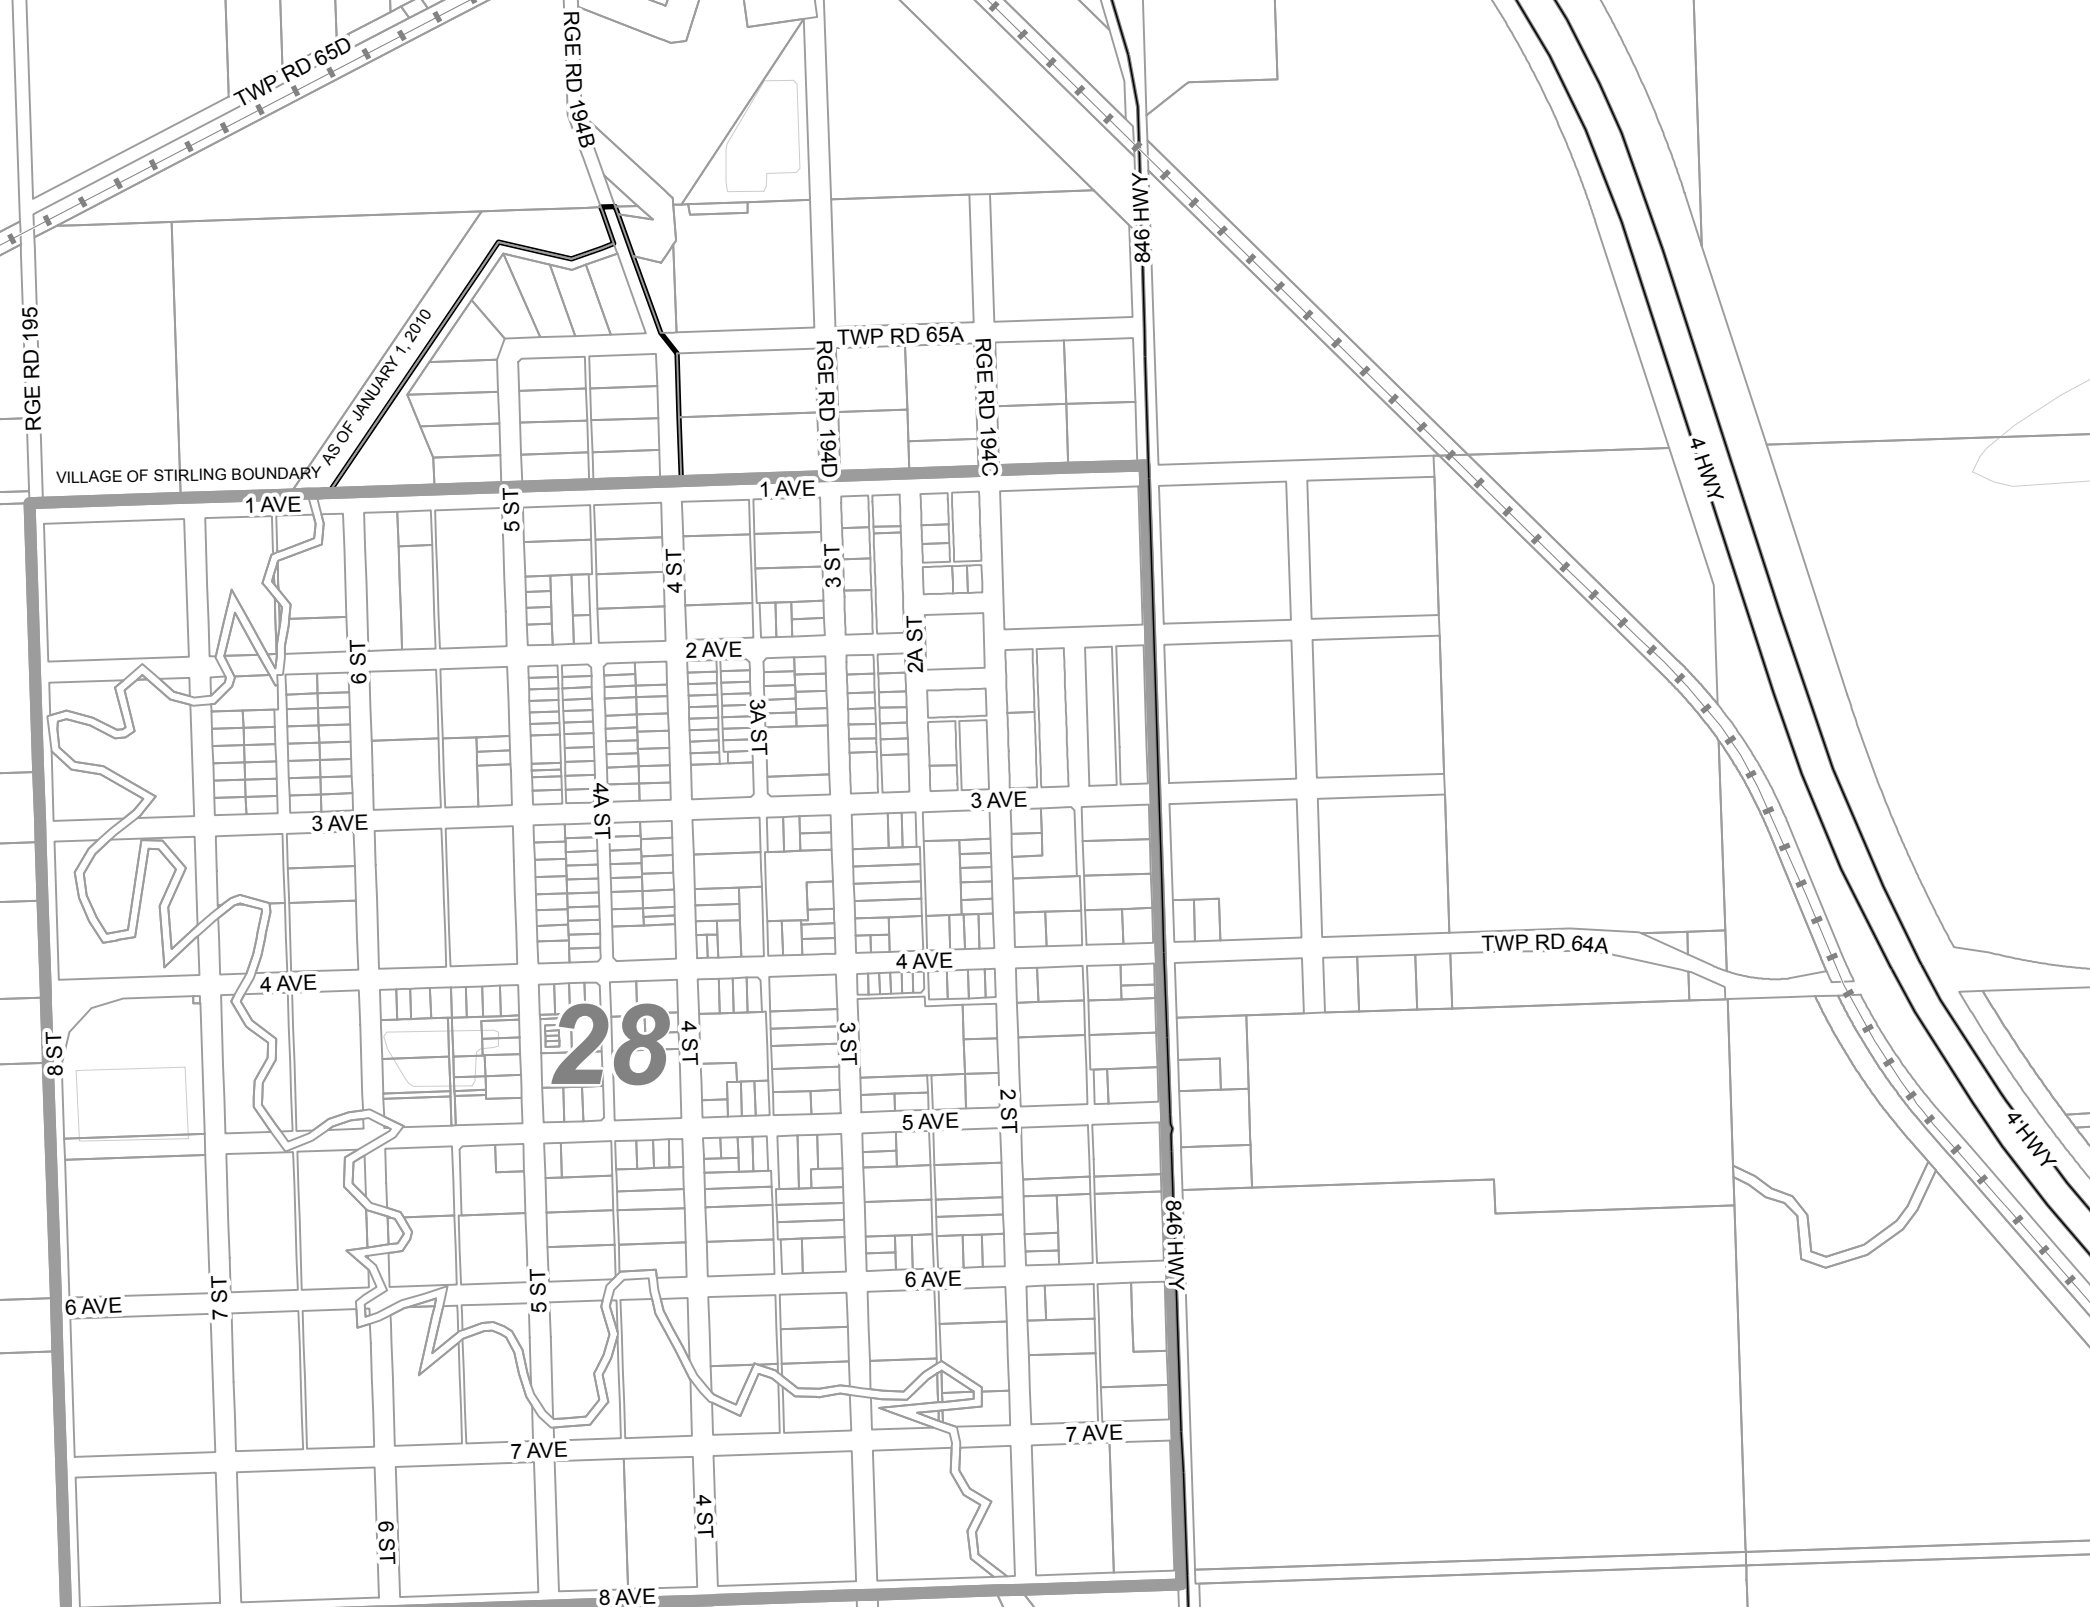 TWP RD 65D
RGE RD 194B
846 HWY
RGE RD 195
AS OF JANUARY 1, 2010
TWP RD 65A
RGE RD 194D
RGE RD 194C
4 HWY
VILLAGE OF STIRLING BOUNDARY
1 AVE
1 AVE
5 ST
4 ST
3 ST
2A ST
6 ST
2 AVE
3A ST
4A ST
3 AVE
3 AVE
TWP RD 64A
4 AVE
4 AVE
8 ST
28
4 ST
3 ST
2 ST
5 AVE
4 HWY
846 HWY
6 AVE
7 ST
5 ST
6 AVE
7 AVE
7 AVE
6 ST
4 ST
8 AVE